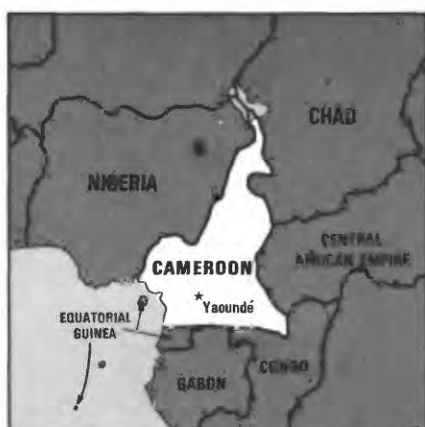 CHAD
NIGERIA
CENTRAL
AFRICAN EMPIRE
CAMEROON
Yaoundé
EQUATORIAL
GUINEA
GABON
CONGO